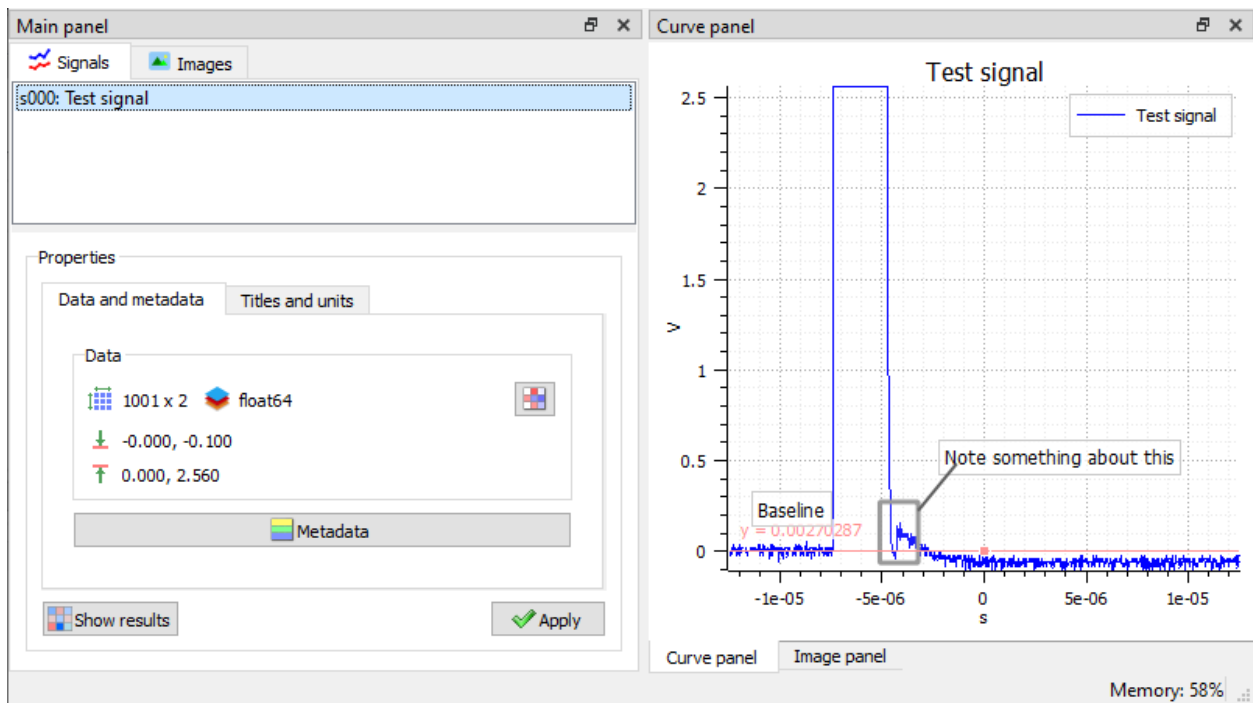 Main panel
Signals
Images
s000: Test signal
Properties
Data and metadata
Titles and units
Data
1001 x 2
float64
-0.000, -0.100
0.000, 2.560
Metadata
Show results
Apply
Curve panel
Test signal
Test signal
2.5
2
1.5
1
0.5
0
V
Note something about this
Baseline
y = 0.00270287
-1e-05
-5e-06
0
5e-06
1e-05
s
Curve panel
Image panel
Memory: 58%